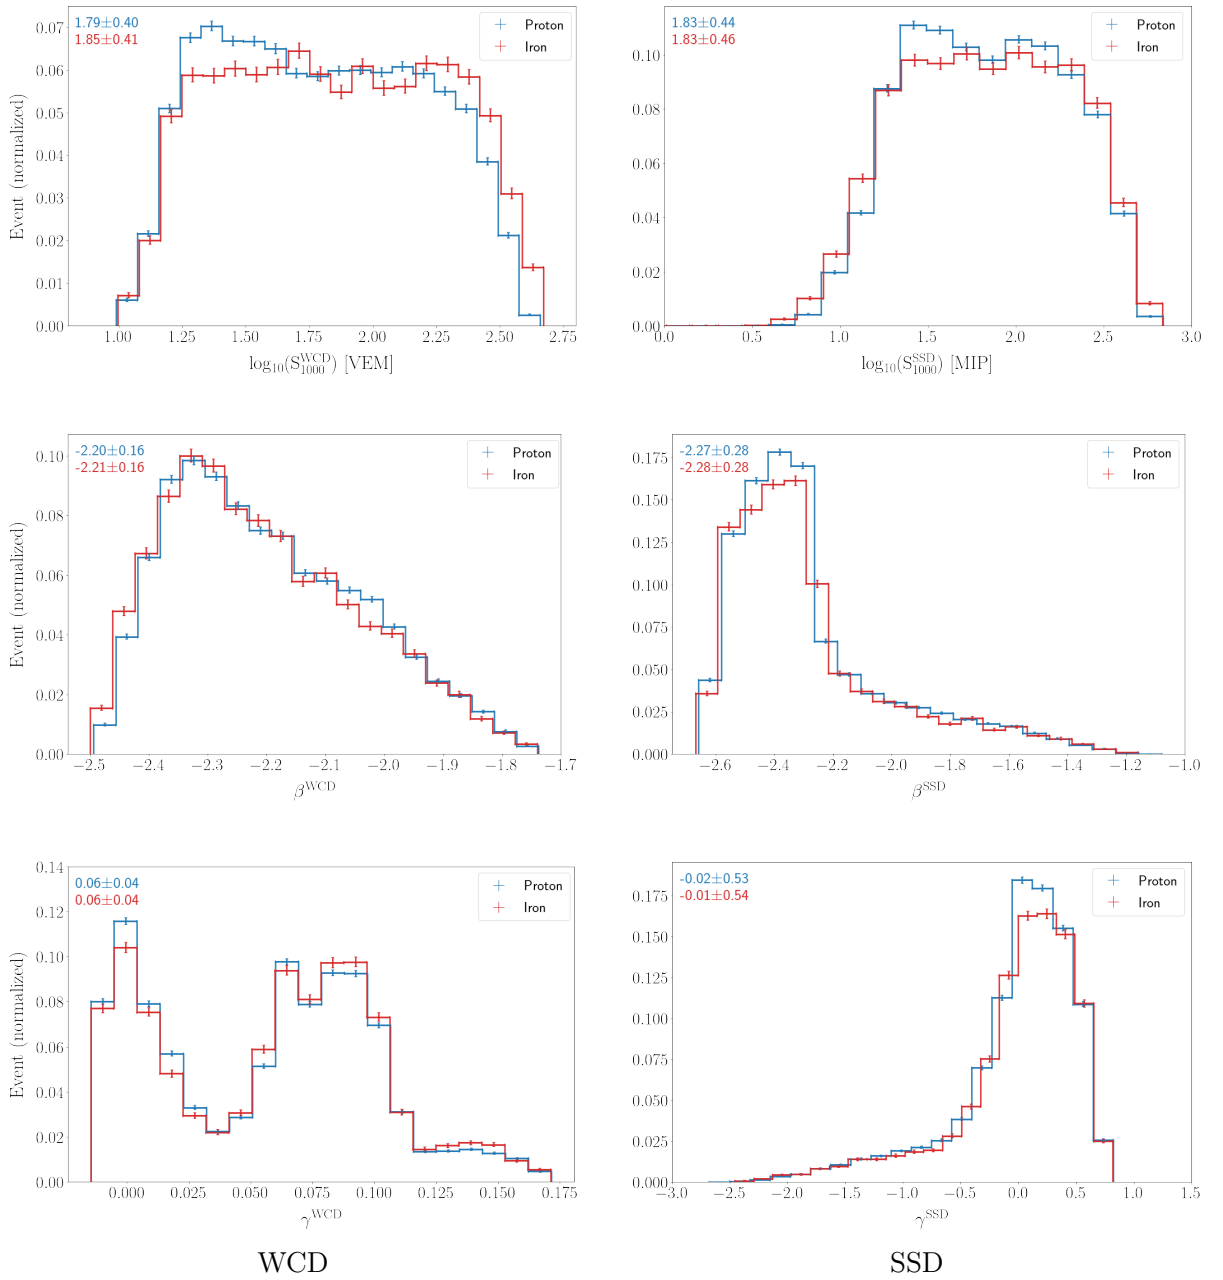 1.79±0.40
1.85±0.41
Proton
Iron
Event (normalized)
0.07
0.06
0.05
0.04
0.03
0.02
0.01
0.00
1.00 1.25 1.50 1.75 2.00 2.25 2.50 2.75
log₁₀(S₁₀₀₀^WCD) [VEM]
1.83±0.44
1.83±0.46
Proton
Iron
0.10
0.08
0.06
0.04
0.02
0.00
0.0 0.5 1.0 1.5 2.0 2.5 3.0
log₁₀(S₁₀₀₀^SSD) [MIP]
-2.20±0.16
-2.21±0.16
Proton
Iron
Event (normalized)
0.10
0.08
0.06
0.04
0.02
0.00
−2.5 −2.4 −2.3 −2.2 −2.1 −2.0 −1.9 −1.8 −1.7
β^WCD
-2.27±0.28
-2.28±0.28
Proton
Iron
0.175
0.150
0.125
0.100
0.075
0.050
0.025
0.000
−2.6 −2.4 −2.2 −2.0 −1.8 −1.6 −1.4 −1.2 −1.0
β^SSD
0.06±0.04
0.06±0.04
Proton
Iron
Event (normalized)
0.14
0.12
0.10
0.08
0.06
0.04
0.02
0.00
0.000 0.025 0.050 0.075 0.100 0.125 0.150 0.175
γ^WCD
-0.02±0.53
-0.01±0.54
Proton
Iron
0.175
0.150
0.125
0.100
0.075
0.050
0.025
0.000
−3.0 −2.5 −2.0 −1.5 −1.0 −0.5 0.0 0.5 1.0 1.5
γ^SSD
WCD
SSD